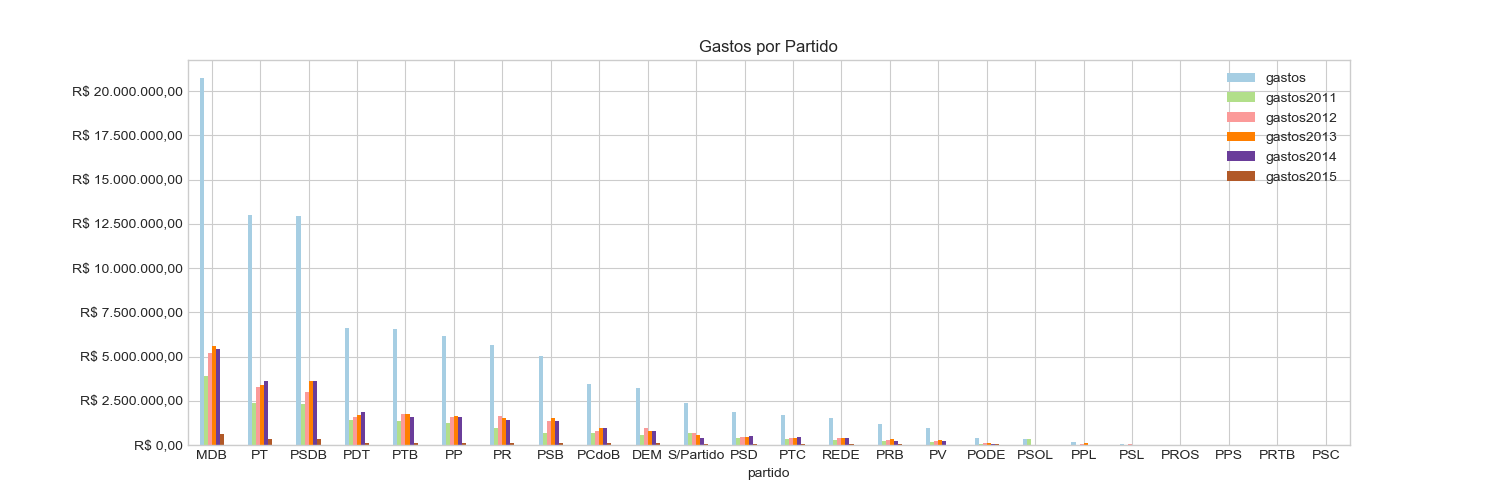 Gastos por Partido
R$ 20.000.000,00
R$ 17.500.000,00
R$ 15.000.000,00
R$ 12.500.000,00
R$ 10.000.000,00
R$ 7.500.000,00
R$ 5.000.000,00
R$ 2.500.000,00
R$ 0,00
gastos
gastos2011
gastos2012
gastos2013
gastos2014
gastos2015
MDB PT PSDB PDT PTB PP PR PSB PCdoB DEM S/Partido PSD PTC REDE PRB PV PODE PSOL PPL PSL PROS PPS PRTB PSC
partido